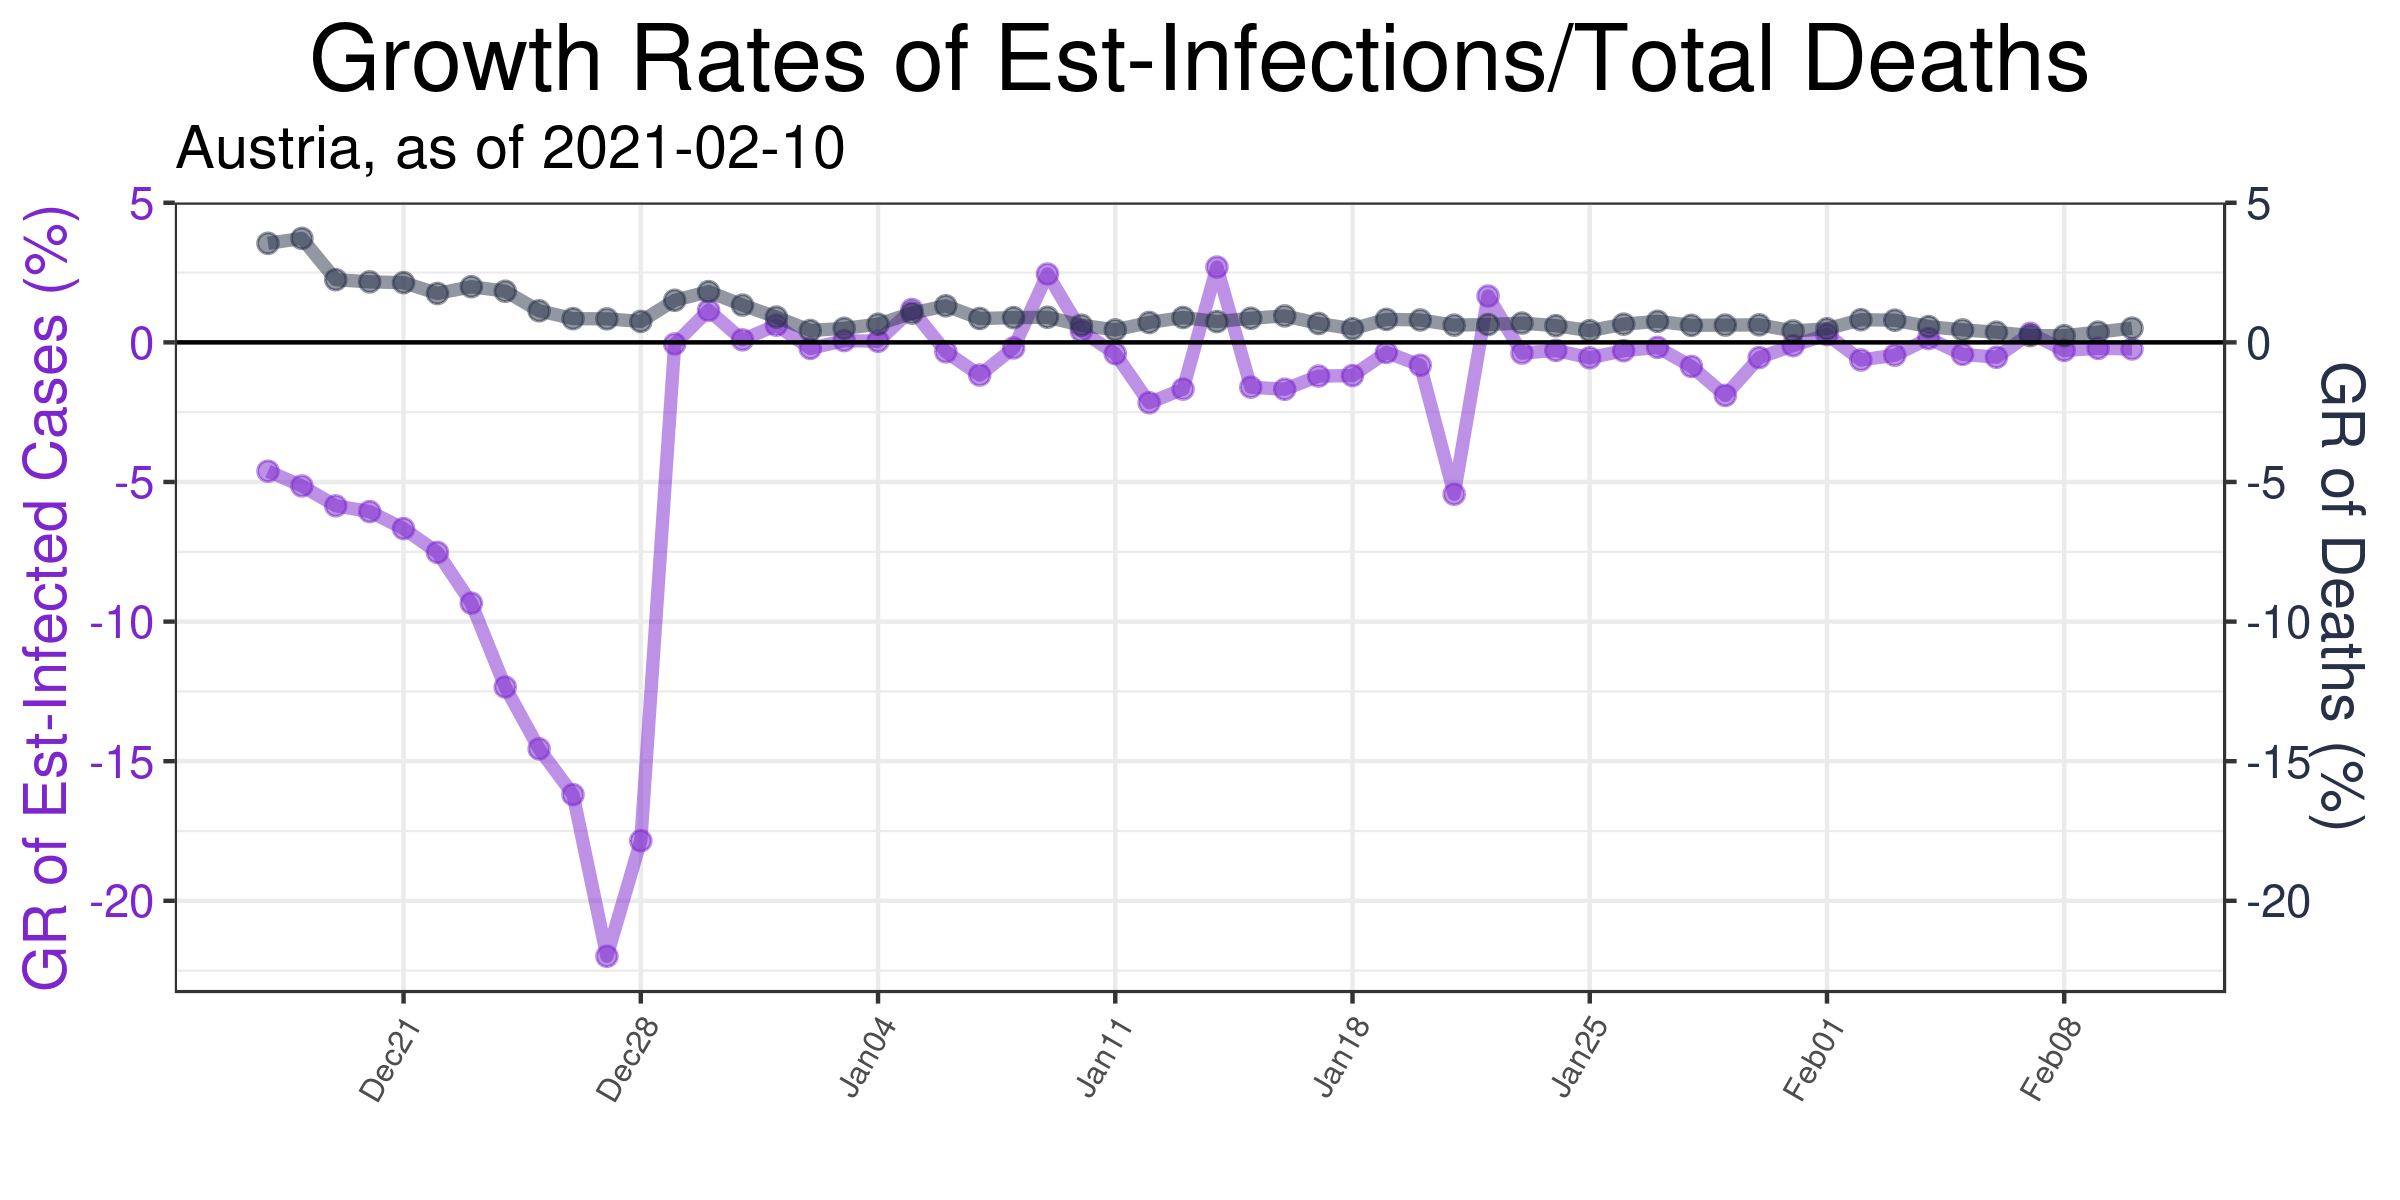 Growth Rates of Est-Infections/Total Deaths
Austria, as of 2021-02-10
GR of Est-Infected Cases (%)
5
0
-5
-10
-15
-20
5
0
-5
-10
-15
-20
GR of Deaths (%)
Dec21
Dec28
Jan04
Jan11
Jan18
Jan25
Feb01
Feb08